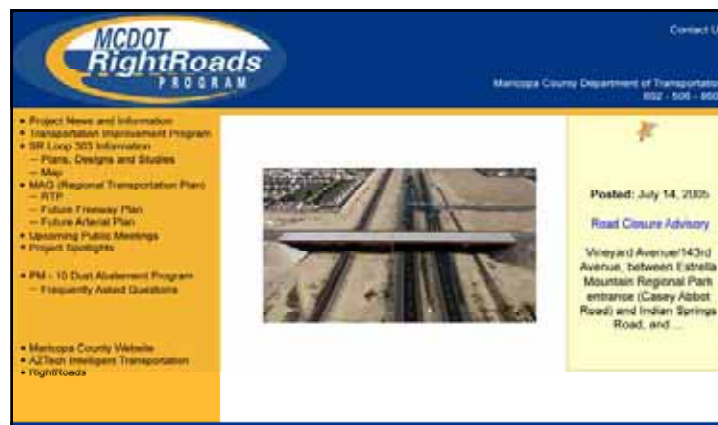 MCDOT
RightRoads
PROGRAM
Contact U
Maricopa County Department of Transportatio
602 - 506 - 860
• Project News and Information
• Transportation Improvement Program
• SR Loop 303 Information
– Plans, Designs and Studies
– Map
• MAG (Regional Transportation Plan)
– RTP
– Future Freeway Plan
– Future Arterial Plan
• Upcoming Public Meetings
• Project Spotlights
• PM - 10 Dust Abatement Program
– Frequently Asked Questions
• Maricopa County Website
• AZTech Intelligent Transportation
• RightRoads
Posted: July 14, 2005
Road Closure Advisory
Vineyard Avenue/143rd
Avenue, between Estrella
Mountain Regional Park
entrance (Casey Abbot
Road) and Indian Springs
Road, and ...